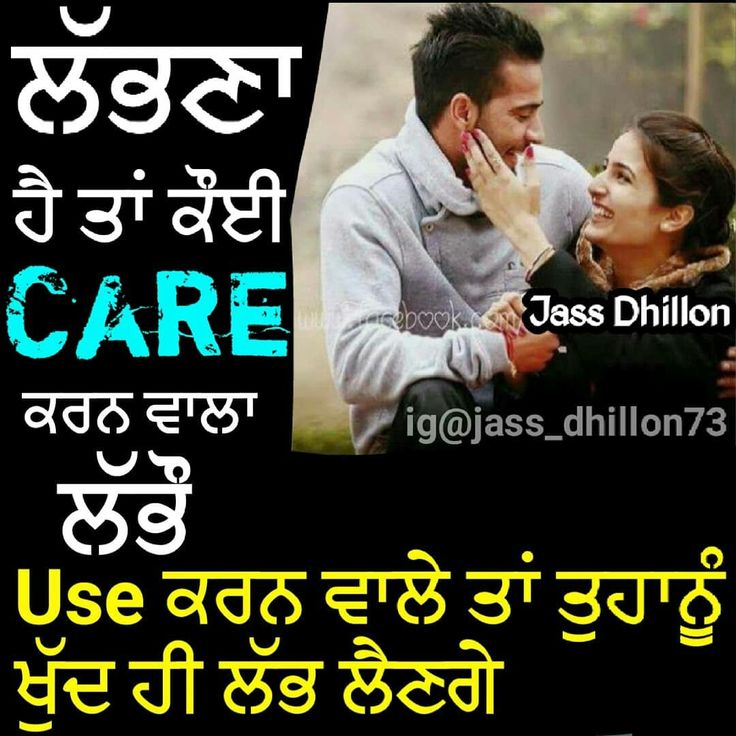 ਲੱਭਣਾ
ਹੈ ਤਾਂ ਕੌਈ
CARE
ਕਰਨ ਵਾਲਾ
ਲੱਭੌ
Use ਕਰਨ ਵਾਲੇ ਤਾਂ ਤੁਹਾਨੂੰ
ਖੁੱਦ ਹੀ ਲੱਭ ਲੈਣਗੇ
Jass Dhillon
ig@jass_dhillon73